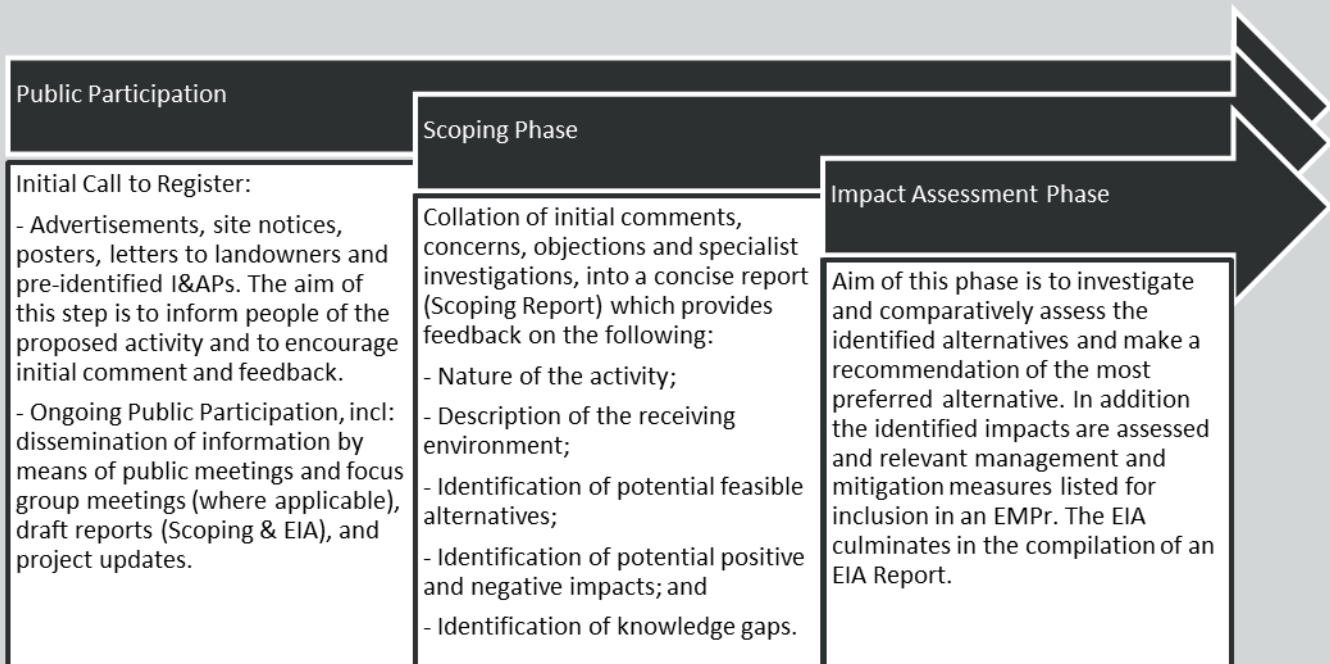 Public Participation
Initial Call to Register:
- Advertisements, site notices,
posters, letters to landowners and
pre-identified I&APs. The aim of
this step is to inform people of the
proposed activity and to encourage
initial comment and feedback.
- Ongoing Public Participation, incl:
dissemination of information by
means of public meetings and focus
group meetings (where applicable),
draft reports (Scoping & EIA), and
project updates.
Scoping Phase
Collation of initial comments,
concerns, objections and specialist
investigations, into a concise report
(Scoping Report) which provides
feedback on the following:
- Nature of the activity;
- Description of the receiving
environment;
- Identification of potential feasible
alternatives;
- Identification of potential positive
and negative impacts; and
- Identification of knowledge gaps.
Impact Assessment Phase
Aim of this phase is to investigate
and comparatively assess the
identified alternatives and make a
recommendation of the most
preferred alternative. In addition
the identified impacts are assessed
and relevant management and
mitigation measures listed for
inclusion in an EMPr. The EIA
culminates in the compilation of an
EIA Report.